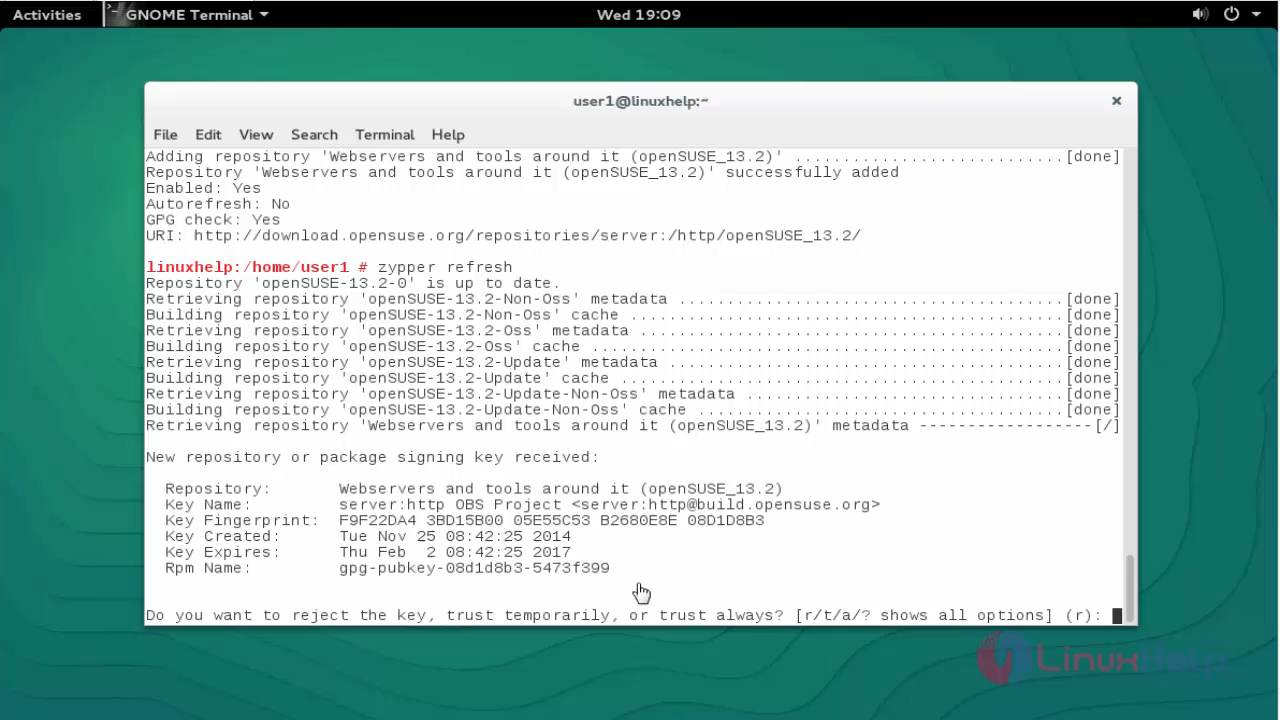 Activities GNOME Terminal Wed 19:09
user1@linuxhelp:~
File Edit View Search Terminal Help
Adding repository 'Webservers and tools around it (openSUSE_13.2)' ............................[done]
Repository 'Webservers and tools around it (openSUSE_13.2)' successfully added
Enabled: Yes
Autorefresh: No
GPG check: Yes
URI: http://download.opensuse.org/repositories/server:/http/openSUSE_13.2/
linuxhelp:/home/user1 # zypper refresh
Repository 'openSUSE-13.2-0' is up to date.
Retrieving repository 'openSUSE-13.2-Non-Oss' metadata ........................................[done]
Building repository 'openSUSE-13.2-Non-Oss' cache .............................................[done]
Retrieving repository 'openSUSE-13.2-Oss' metadata ............................................[done]
Building repository 'openSUSE-13.2-Oss' cache .................................................[done]
Retrieving repository 'openSUSE-13.2-Update' metadata .........................................[done]
Building repository 'openSUSE-13.2-Update' cache ..............................................[done]
Retrieving repository 'openSUSE-13.2-Update-Non-Oss' metadata .................................[done]
Building repository 'openSUSE-13.2-Update-Non-Oss' cache ......................................[done]
Retrieving repository 'Webservers and tools around it (openSUSE_13.2)' metadata ------------------[/]
New repository or package signing key received:
Repository: Webservers and tools around it (openSUSE_13.2)
Key Name: server:http OBS Project <server:http@build.opensuse.org>
Key Fingerprint: F9F22DA4 3BD15B00 05E55C53 B2680E8E 08D1D8B3
Key Created: Tue Nov 25 08:42:25 2014
Key Expires: Thu Feb  2 08:42:25 2017
Rpm Name: gpg-pubkey-08d1d8b3-5473f399
Do you want to reject the key, trust temporarily, or trust always? [r/t/a/? shows all options] (r):
LinuxHelp